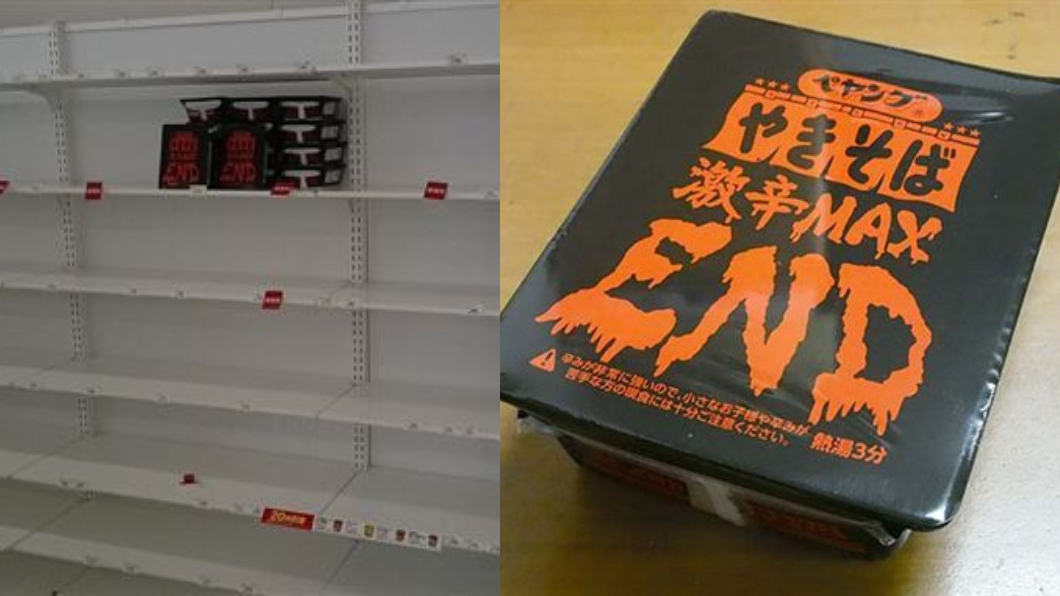 END
END
ペヤング
やきそば
激辛MAX
END
辛みが非常に強いので、小さなお子様や辛みが
苦手な方の喫食には十分ご注意ください。
熱湯3分